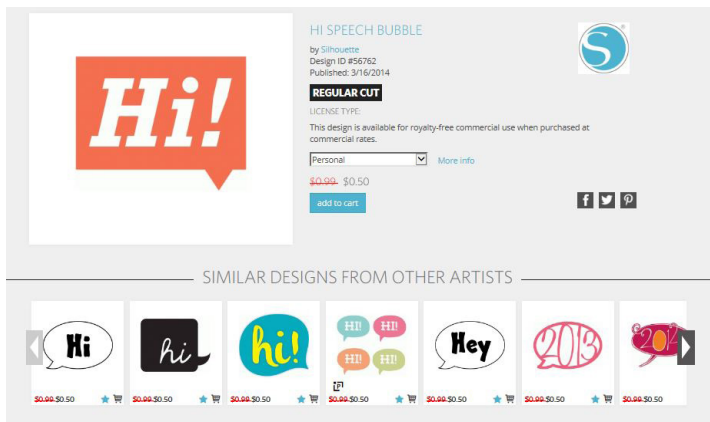 HI SPEECH BUBBLE
by Silhouette
Design ID #56762
Published: 3/16/2014
REGULAR CUT
LICENSE TYPE:
This design is available for royalty-free commercial use when purchased at
commercial rates.
Personal
More info
$0.99 $0.50
add to cart
Hi!
S
f
SIMILAR DESIGNS FROM OTHER ARTISTS
Hi
hi
hi!
HI! HI!
HI! HI!
Hey
2013
$0.99 $0.50
$0.99 $0.50
$0.99 $0.50
$0.99 $0.50
$0.99 $0.50
$0.99 $0.50
$0.99 $0.50